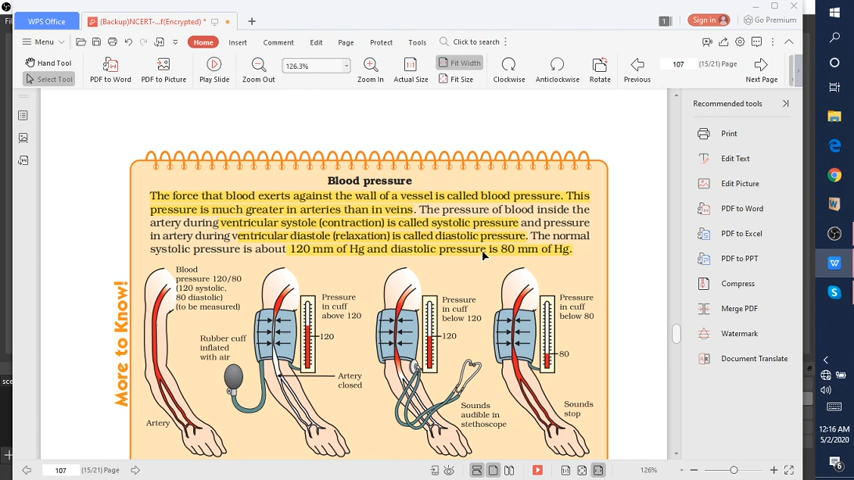 WPS Office
(Backup)NCERT-...f(Encrypted) *
1
Sign in
Go Premium
Menu
Home
Insert
Comment
Edit
Page
Protect
Tools
Click to search
Hand Tool
Select Tool
PDF to Word
PDF to Picture
Play Slide
Zoom Out
126.3%
Zoom In
Actual Size
Fit Width
Fit Size
Clockwise
Anticlockwise
Rotate
Previous
107
(15/21) Page
Next Page
Recommended tools
Print
Edit Text
Edit Picture
PDF to Word
PDF to Excel
PDF to PPT
Compress
Merge PDF
Watermark
Document Translate
Blood pressure
The force that blood exerts against the wall of a vessel is called blood pressure. This
pressure is much greater in arteries than in veins. The pressure of blood inside the
artery during ventricular systole (contraction) is called systolic pressure and pressure
in artery during ventricular diastole (relaxation) is called diastolic pressure. The normal
systolic pressure is about 120 mm of Hg and diastolic pressure is 80 mm of Hg.
More to Know!
Blood
pressure 120/80
(120 systolic,
80 diastolic)
(to be measured)
Artery
Rubber cuff
inflated
with air
Pressure
in cuff
above 120
120
Artery
closed
Pressure
in cuff
below 120
120
Sounds
audible in
stethoscope
Pressure
in cuff
below 80
80
Sounds
stop
107
(15/21) Page
126%
12:16 AM
5/2/2020